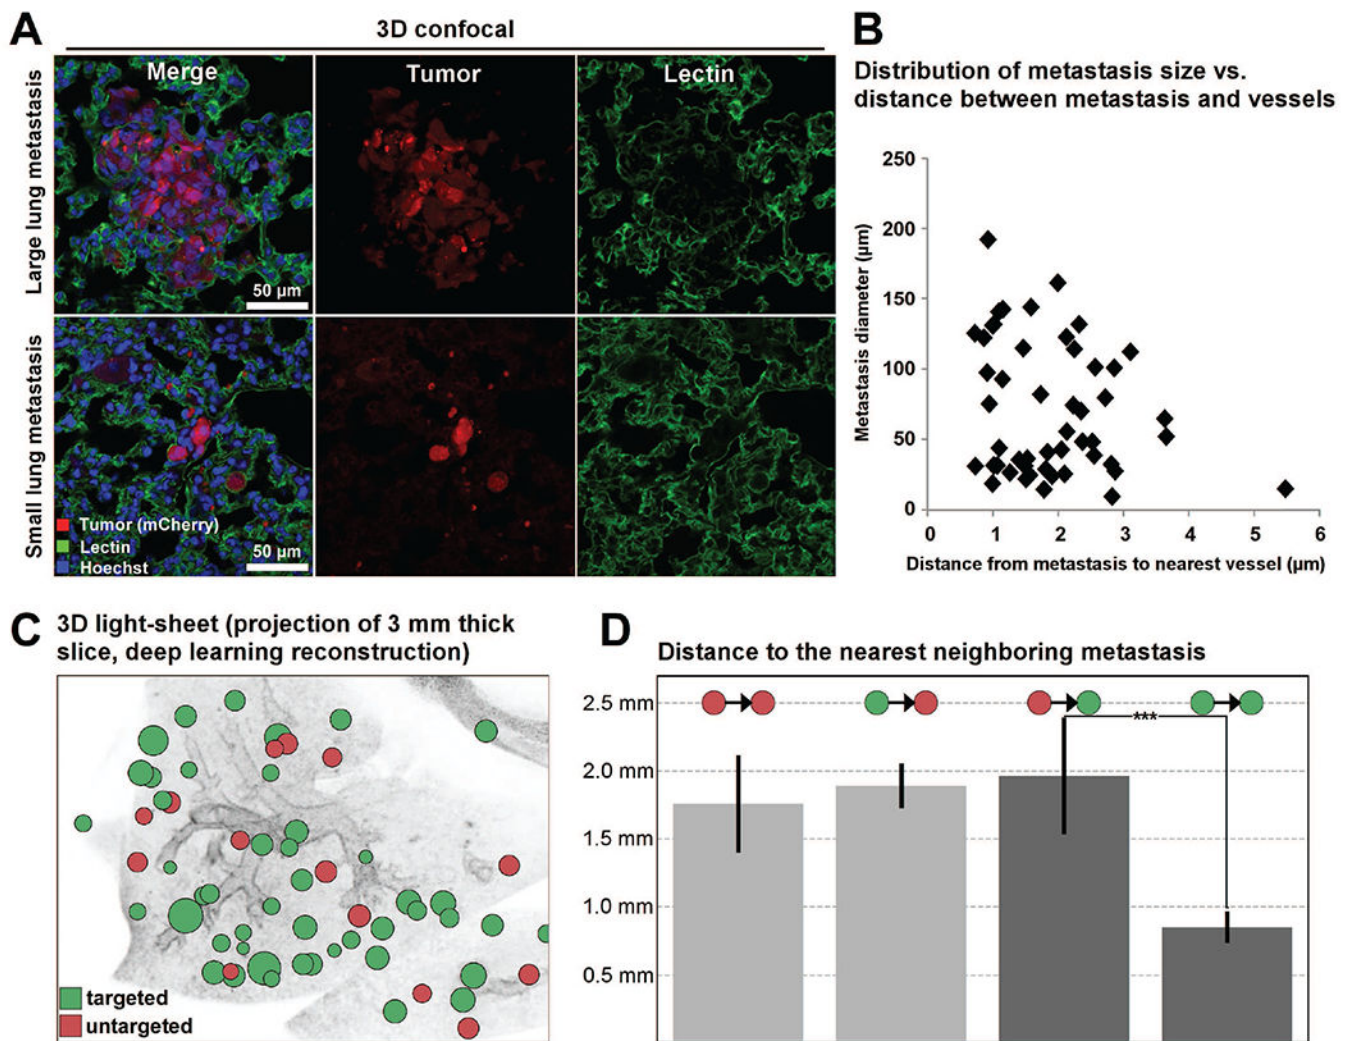 A
3D confocal
Merge
Tumor
Lectin
Large lung metastasis
50 µm
Small lung metastasis
Tumor (mCherry)
Lectin
Hoechst
50 µm
B
Distribution of metastasis size vs.
distance between metastasis and vessels
Metastasis diameter (µm)
250
200
150
100
50
0
0 1 2 3 4 5 6
Distance from metastasis to nearest vessel (µm)
C
3D light-sheet (projection of 3 mm thick
slice, deep learning reconstruction)
targeted
untargeted
D
Distance to the nearest neighboring metastasis
2.5 mm
***
2.0 mm
1.5 mm
1.0 mm
0.5 mm